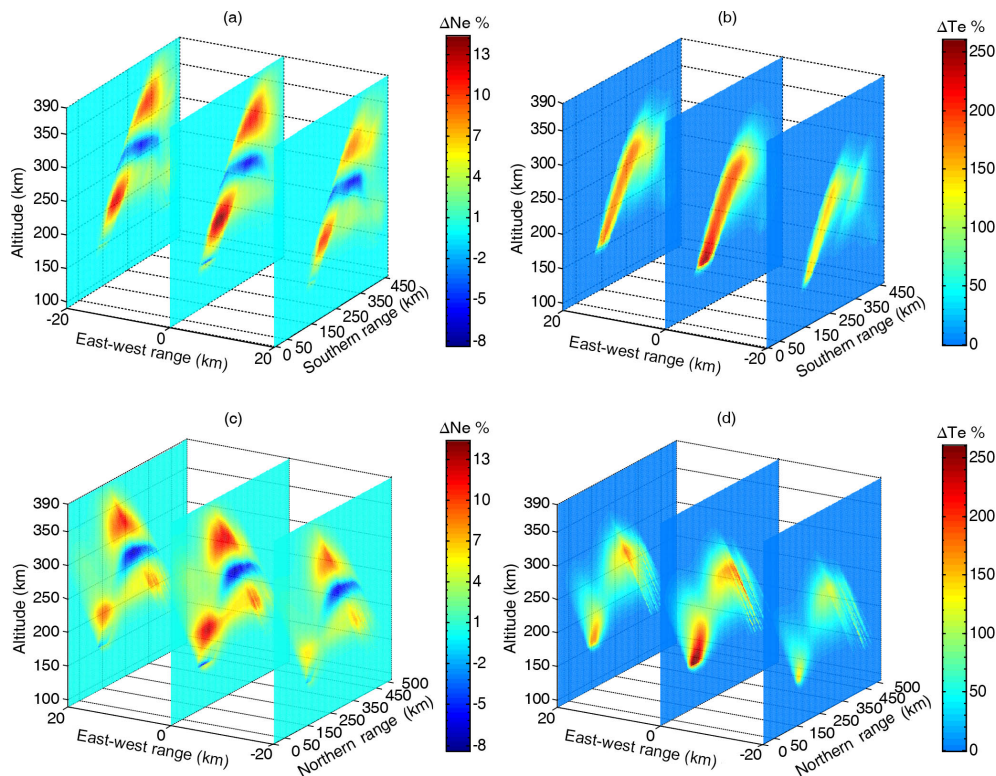 (a)
ΔNe %
13
10
7
4
1
-2
-5
-8
390
350
300
250
200
150
100
Altitude (km)
-20
0
20
East-west range (km)
0 50 150 250 350 450
Southern range (km)
(b)
ΔTe %
250
200
150
100
50
0
390
350
300
250
200
150
100
Altitude (km)
20
0
-20
East-west range (km)
0 50 150 250 350 450
Southern range (km)
(c)
ΔNe %
13
10
7
4
1
-2
-5
-8
390
350
300
250
200
150
100
Altitude (km)
20
0
-20
East-west range (km)
0 50 150 250 350 450 500
Northern range (km)
(d)
ΔTe %
250
200
150
100
50
0
390
350
300
250
200
150
100
Altitude (km)
20
0
-20
East-west range (km)
0 50 150 250 350 450 500
Northern range (km)